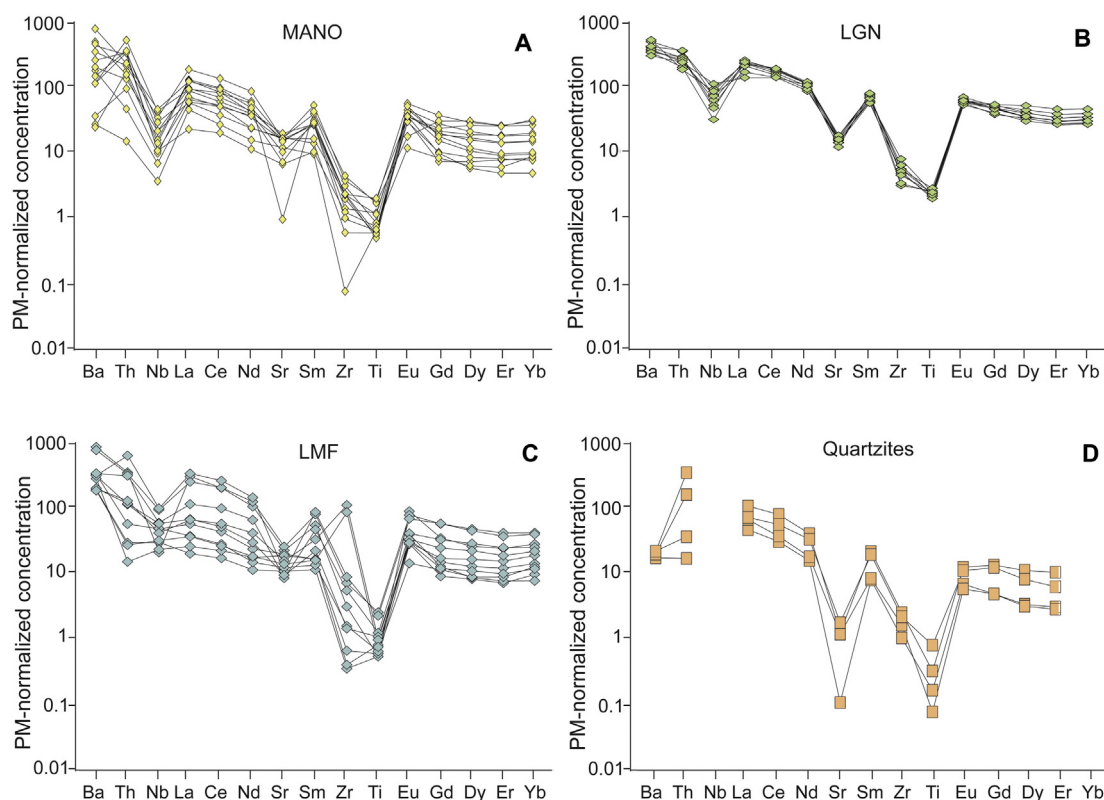 MANO
A
PM-normalized concentration
1000
100
10
1
0.1
0.01
Ba Th Nb La Ce Nd Sr Sm Zr Ti Eu Gd Dy Er Yb
LGN
B
PM-normalized concentration
1000
100
10
1
0.1
0.01
Ba Th Nb La Ce Nd Sr Sm Zr Ti Eu Gd Dy Er Yb
LMF
C
PM-normalized concentration
1000
100
10
1
0.1
0.01
Ba Th Nb La Ce Nd Sr Sm Zr Ti Eu Gd Dy Er Yb
Quartzites
D
PM-normalized concentration
1000
100
10
1
0.1
0.01
Ba Th Nb La Ce Nd Sr Sm Zr Ti Eu Gd Dy Er Yb